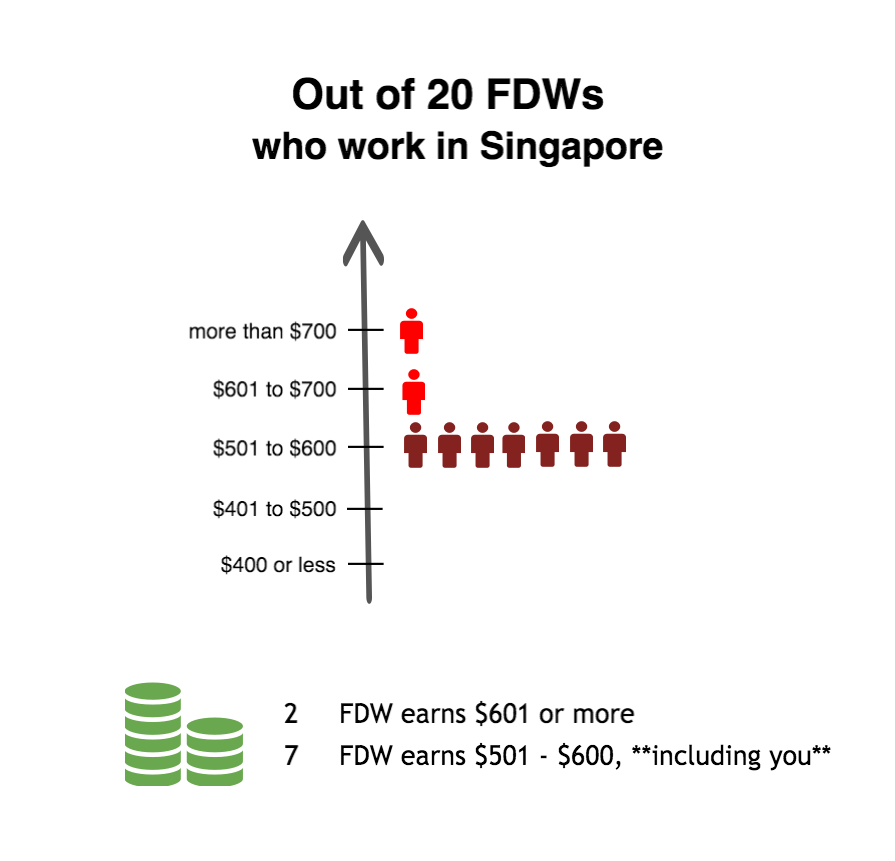 Out of 20 FDWs
who work in Singapore
more than $700
$601 to $700
$501 to $600
$401 to $500
$400 or less
2 FDW earns $601 or more
7 FDW earns $501 - $600, **including you**